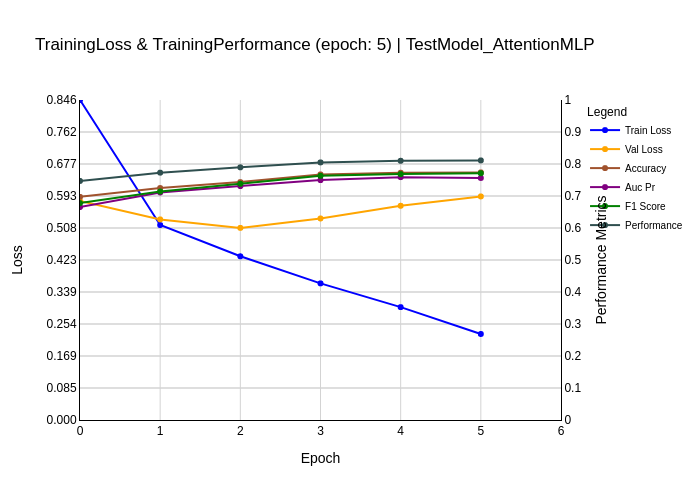 TrainingLoss & TrainingPerformance (epoch: 5) | TestModel_AttentionMLP
0.846
0.762
0.677
0.593
0.508
0.423
0.339
0.254
0.169
0.085
0.000
Loss
0 1 2 3 4 5 6
Epoch
1
0.9
0.8
0.7
0.6
0.5
0.4
0.3
0.2
0.1
0
Performance Metrics
Legend
Train Loss
Val Loss
Accuracy
Auc Pr
F1 Score
Performance